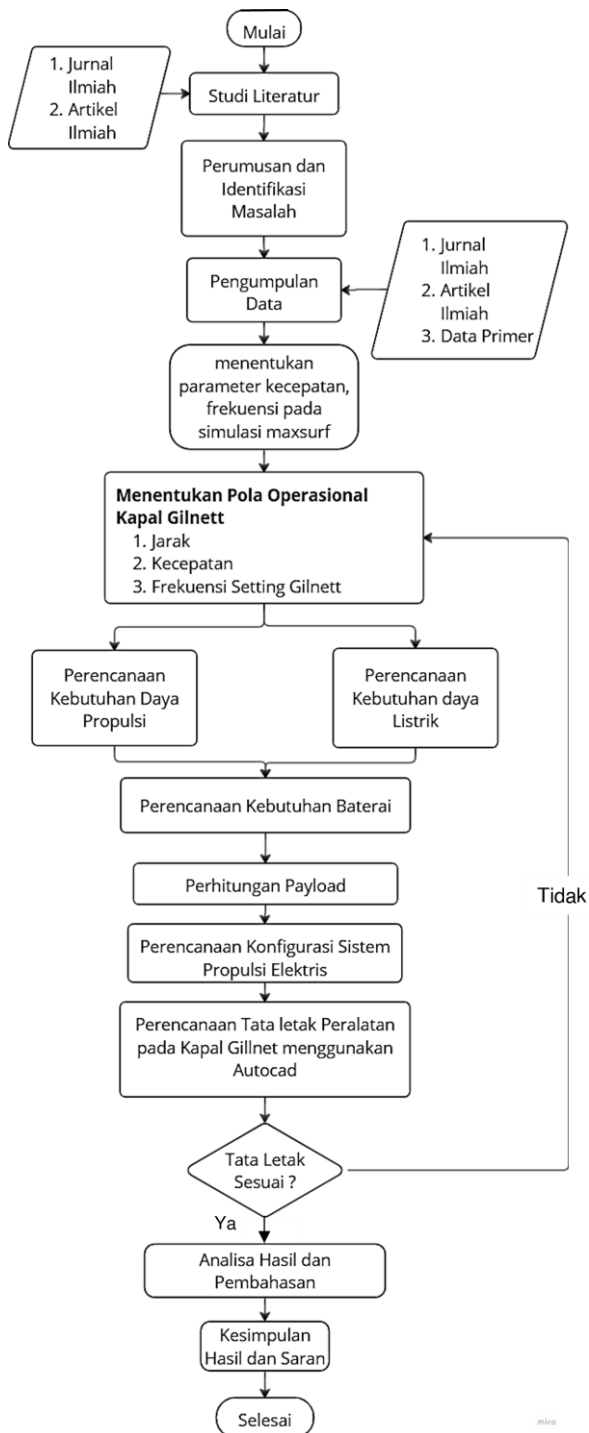 Mulai
1. Jurnal
Ilmiah
2. Artikel
Ilmiah
Studi Literatur
Perumusan dan
Identifikasi
Masalah
1. Jurnal
Ilmiah
2. Artikel
Ilmiah
3. Data Primer
Pengumpulan
Data
menentukan
parameter kecepatan,
frekuensi pada
simulasi maxsurf
Menentukan Pola Operasional
Kapal Gilnett
1. Jarak
2. Kecepatan
3. Frekuensi Setting Gilnett
Perencanaan
Kebutuhan Daya
Propulsi
Perencanaan
Kebutuhan daya
Listrik
Perencanaan Kebutuhan Baterai
Perhitungan Payload
Tidak
Perencanaan Konfigurasi Sistem
Propulsi Elektris
Perencanaan Tata letak Peralatan
pada Kapal Gillnet menggunakan
Autocad
Tata Letak
Sesuai ?
Ya
Analisa Hasil dan
Pembahasan
Kesimpulan
Hasil dan Saran
Selesai
miro